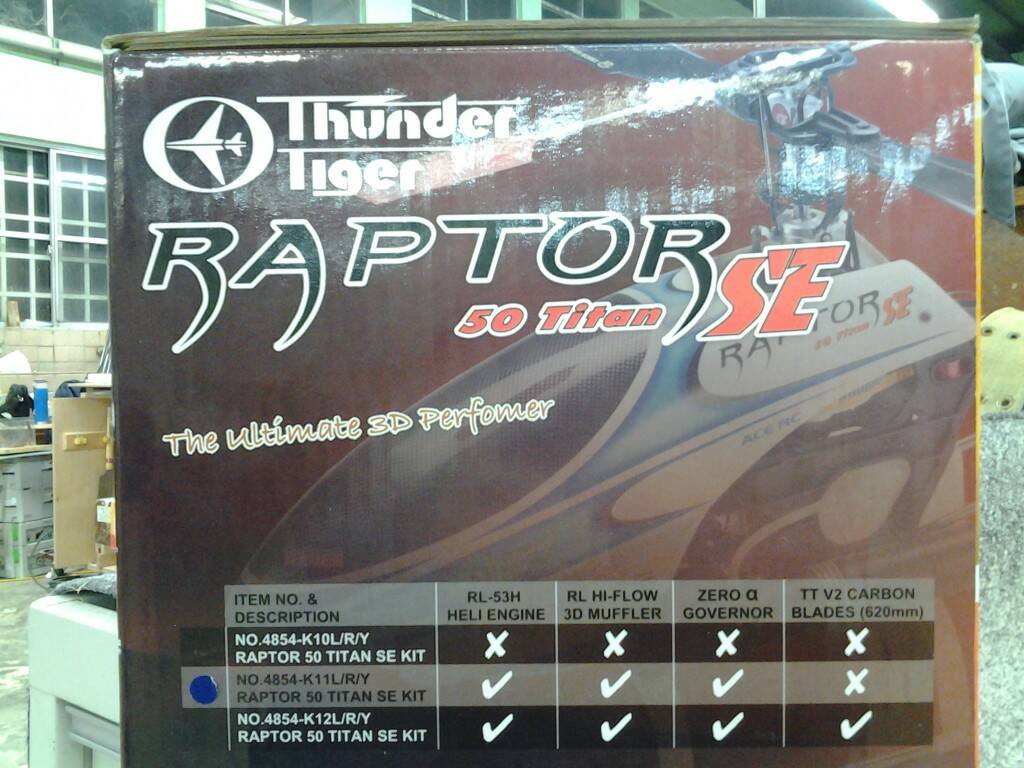 Thunder
Tiger
RAPTOR SE
50 Titan
RAPTOR SE
50 Titan
The Ultimate 3D Perfomer
ACE RC
ITEM NO. & DESCRIPTION RL-53H HELI ENGINE RL HI-FLOW 3D MUFFLER ZERO α GOVERNOR TT V2 CARBON BLADES (620mm)
NO.4854-K10L/R/Y RAPTOR 50 TITAN SE KIT ✗ ✗ ✗ ✗
NO.4854-K11L/R/Y RAPTOR 50 TITAN SE KIT ✓ ✓ ✓ ✗
NO.4854-K12L/R/Y RAPTOR 50 TITAN SE KIT ✓ ✓ ✓ ✓